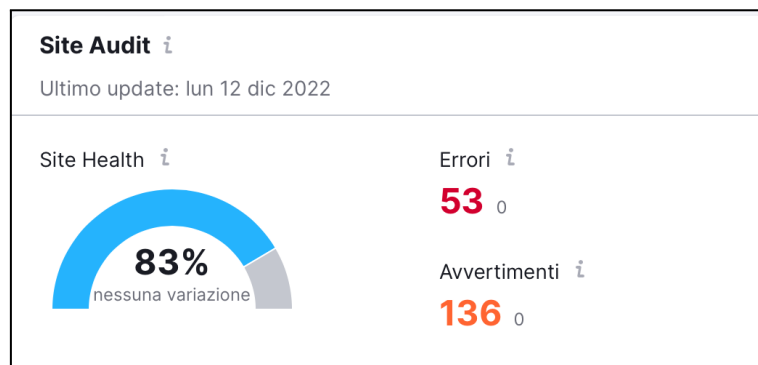 Site Audit i
Ultimo update: lun 12 dic 2022
Site Health i
83%
nessuna variazione
Errori i
53 0
Avvertimenti i
136 0